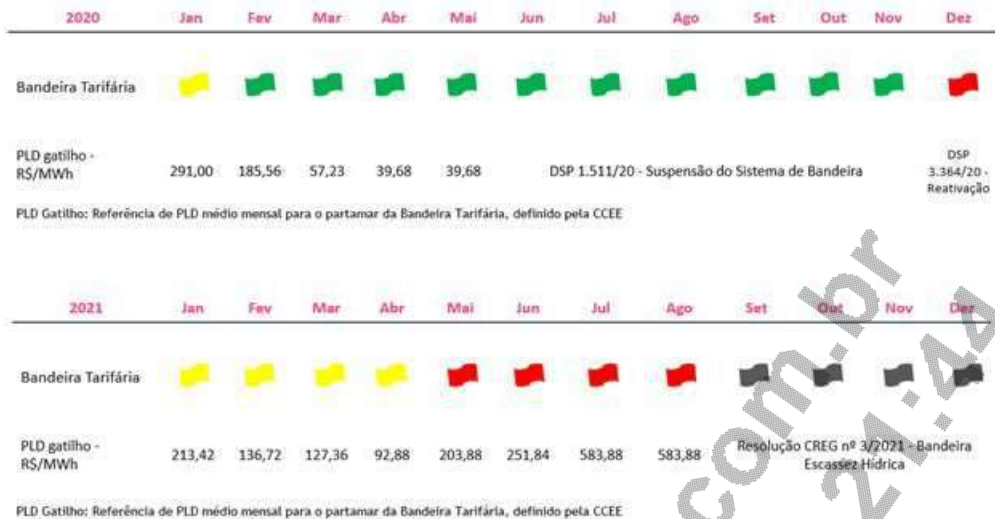 2020 Jan Fev Mar Abr Mai Jun Jul Ago Set Out Nov Dez
Bandeira Tarifária
PLD gatilho -
R$/MWh 291,00 185,56 57,23 39,68 39,68 DSP 1.511/20 - Suspensão do Sistema de Bandeira
DSP
3.364/20 -
Reativação
PLD Gatilho: Referência de PLD médio mensal para o partamar da Bandeira Tarifária, definido pela CCEE
2021 Jan Fev Mar Abr Mai Jun Jul Ago Set Out Nov Dez
Bandeira Tarifária
PLD gatilho -
R$/MWh 213,42 136,72 127,36 92,88 203,88 251,84 583,88 583,88
Resolução CREG nº 3/2021 - Bandeira
Escassez Hídrica
PLD Gatilho: Referência de PLD médio mensal para o partamar da Bandeira Tarifária, definido pela CCEE
com.br
21:44